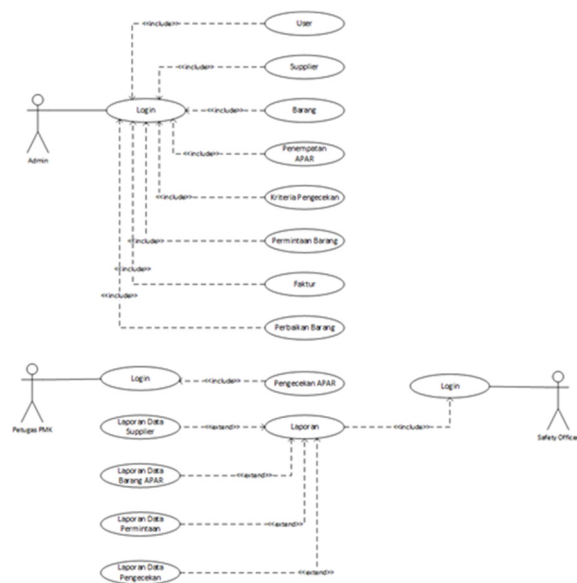 User
<<include>>
Supplier
<<include>>
Login
Barang
<<include>>
Admin
Penempatan
APAR
<<include>>
Kriteria Pengecekan
<<include>>
Permintaan Barang
<<include>>
Faktur
<<include>>
Perbaikan Barang
<<include>>
Login
<<include>>
Pengecekan APAR
Login
Petugas PMK
Safety Office
Laporan Data
Supplier
<<extend>>
Laporan
<<include>>
Laporan Data
Barang APAR
<<extend>>
Laporan Data
Permintaan
<<extend>>
Laporan Data
Pengecekan
<<extend>>